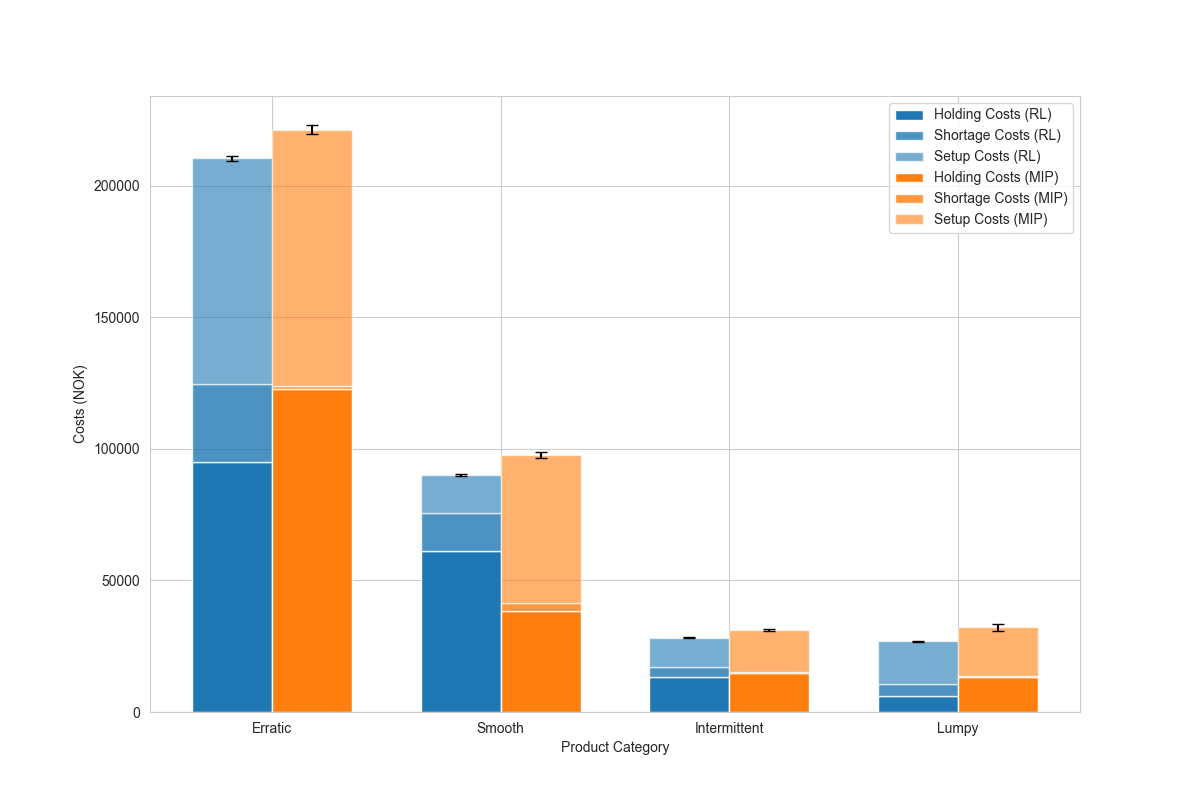 Holding Costs (RL)
Shortage Costs (RL)
Setup Costs (RL)
Holding Costs (MIP)
Shortage Costs (MIP)
Setup Costs (MIP)
200000
150000
100000
50000
0
Costs (NOK)
Erratic
Smooth
Intermittent
Lumpy
Product Category